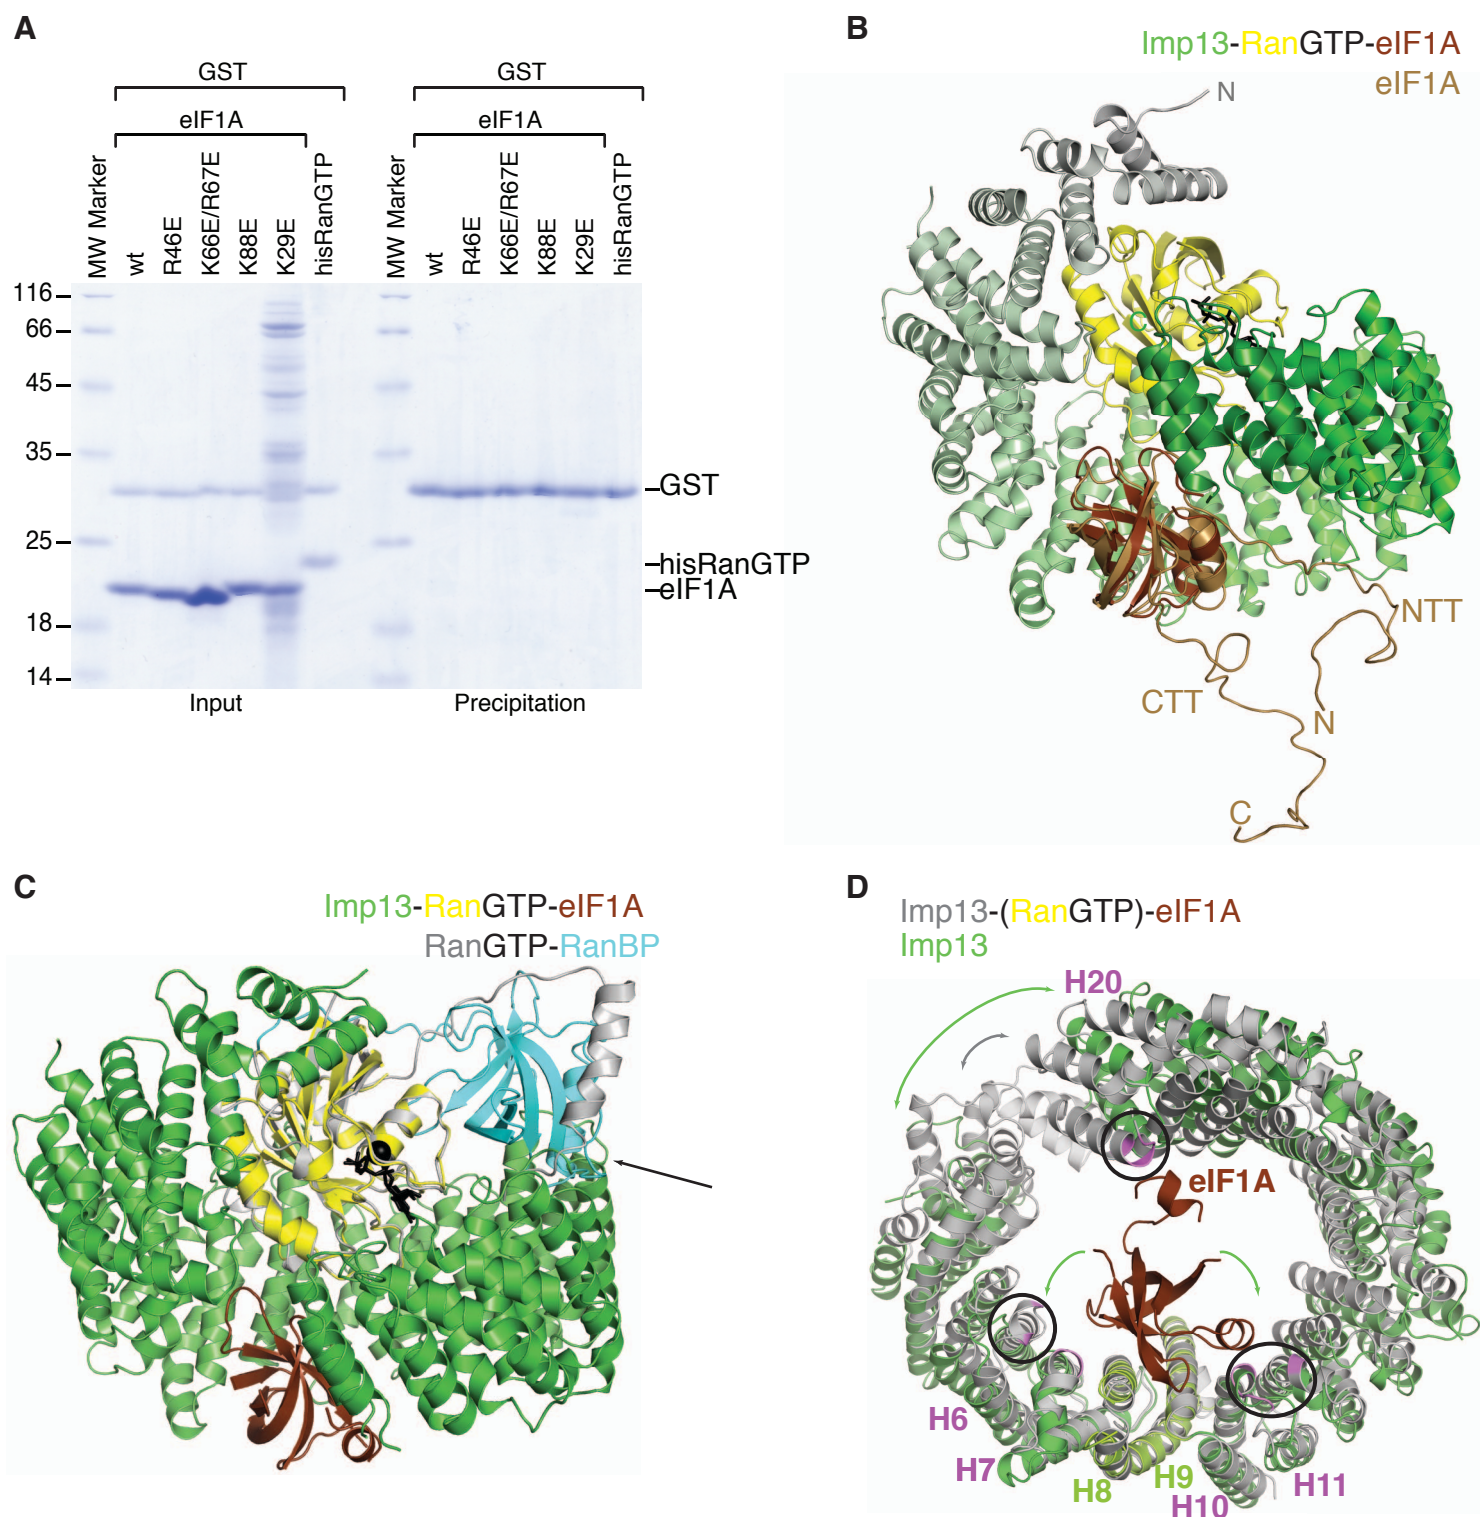 A
GST
GST
eIF1A
eIF1A
MW Marker
wt
R46E
K66E/R67E
K88E
K29E
hisRanGTP
MW Marker
wt
R46E
K66E/R67E
K88E
K29E
hisRanGTP
116
66
45
35
25
18
14
GST
hisRanGTP
eIF1A
Input
Precipitation
B
Imp13-RanGTP-eIF1A
eIF1A
N
C
NTT
CTT
N
C
C
Imp13-RanGTP-eIF1A
RanGTP-RanBP
D
Imp13-(RanGTP)-eIF1A
Imp13
H20
eIF1A
H6
H7
H8
H9
H10
H11